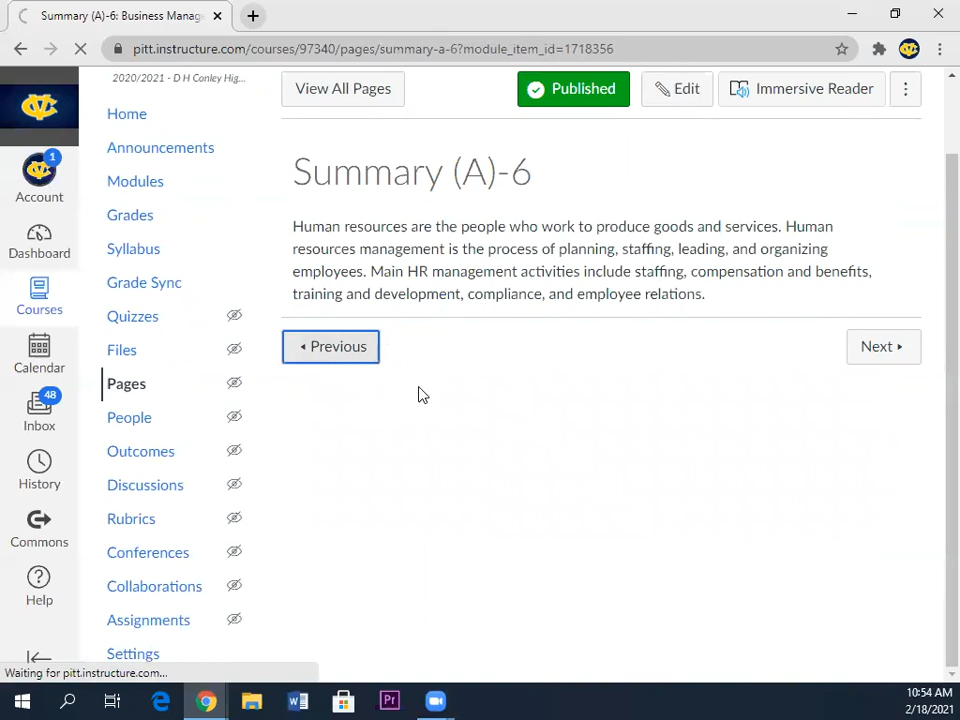 Summary (A)-6: Business Manag
pitt.instructure.com/courses/97340/pages/summary-a-6?module_item_id=1718356
2020/2021 - D H Conley Hig...
View All Pages
Published
Edit
Immersive Reader
1
Account
Dashboard
Courses
Calendar
48
Inbox
History
Commons
Help
Home
Announcements
Modules
Grades
Syllabus
Grade Sync
Quizzes
Files
Pages
People
Outcomes
Discussions
Rubrics
Conferences
Collaborations
Assignments
Settings
Summary (A)-6
Human resources are the people who work to produce goods and services. Human
resources management is the process of planning, staffing, leading, and organizing
employees. Main HR management activities include staffing, compensation and benefits,
training and development, compliance, and employee relations.
Previous
Next
Waiting for pitt.instructure.com...
W
Pr
10:54 AM
2/18/2021